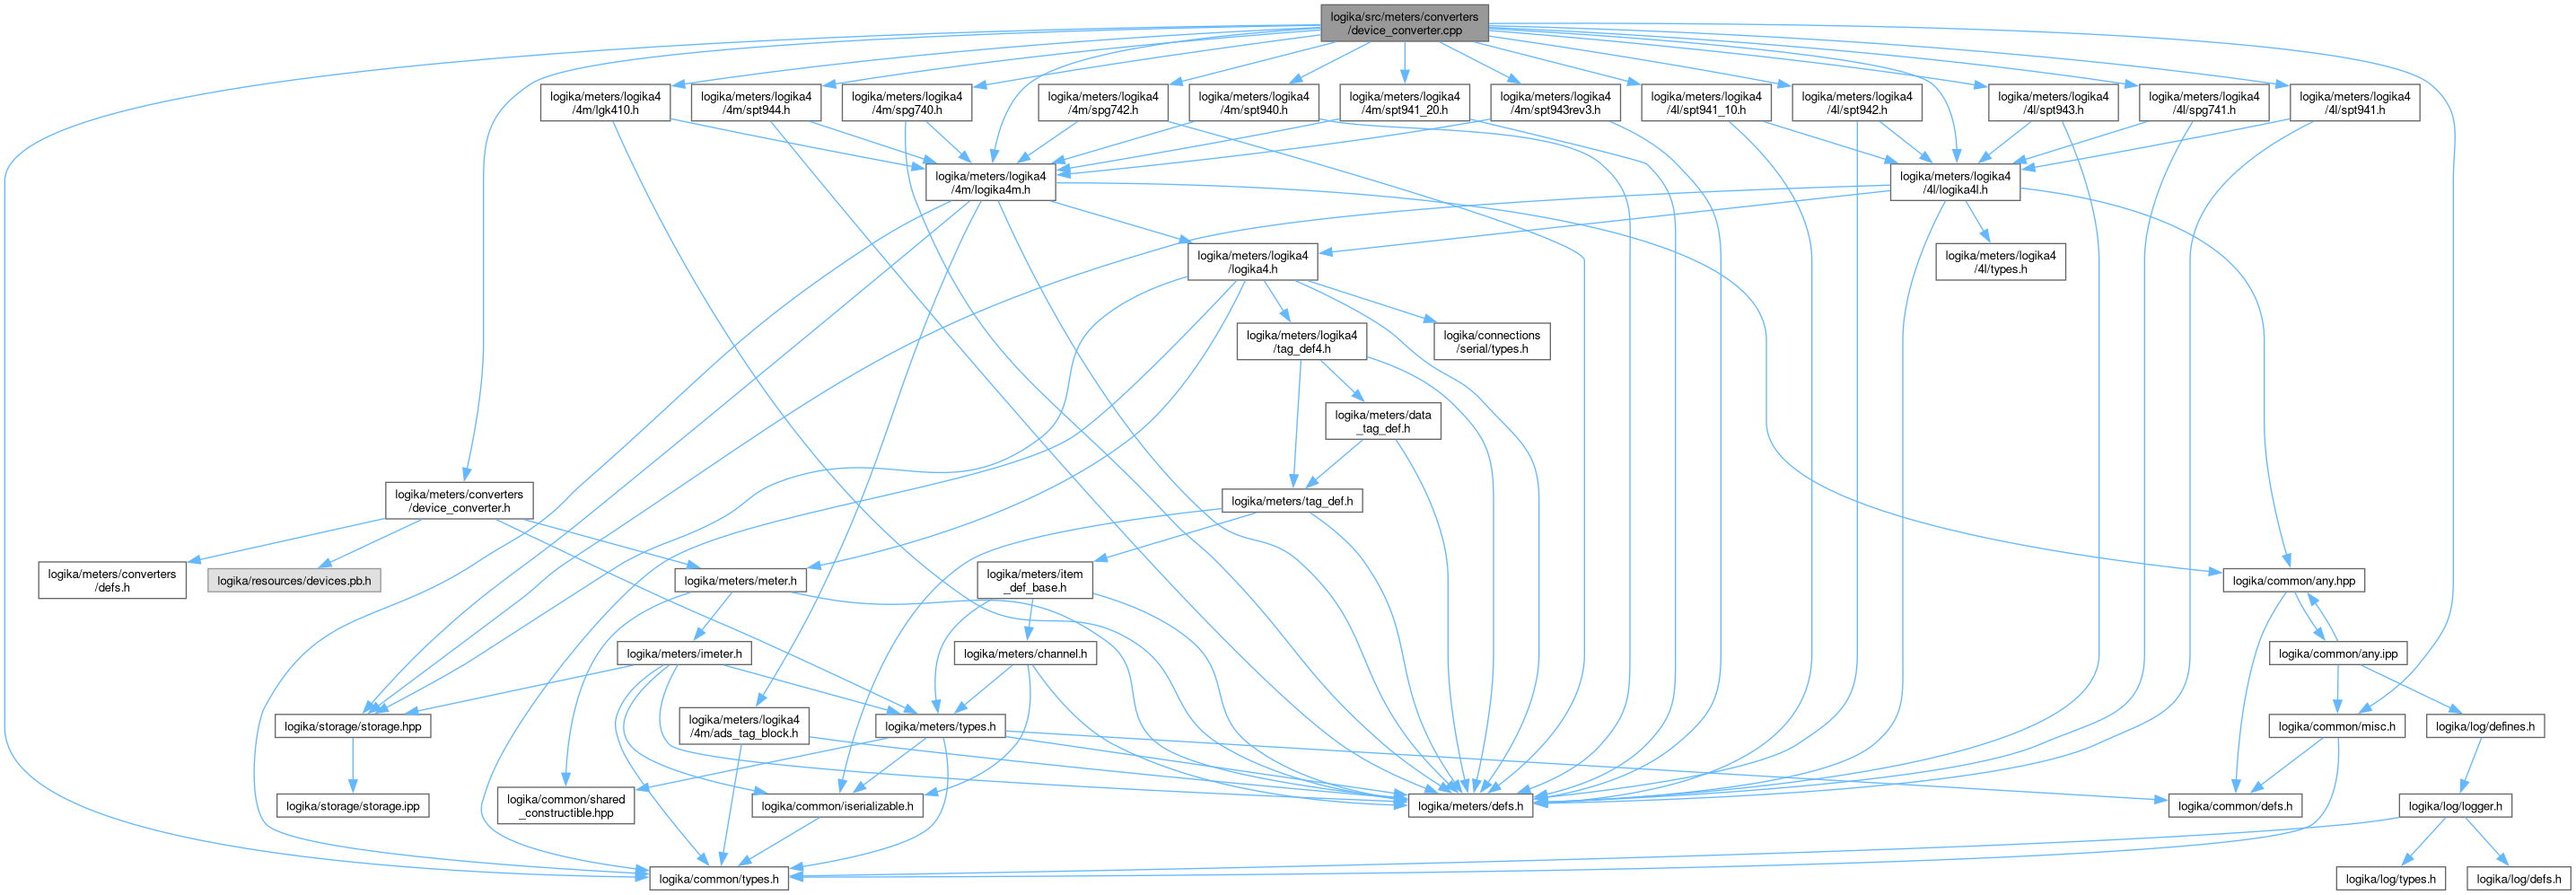 logika/src/meters/converters
/device_converter.cpp
logika/meters/logika4
/4m/lgk410.h
logika/meters/logika4
/4m/spt944.h
logika/meters/logika4
/4m/spg740.h
logika/meters/logika4
/4m/spg742.h
logika/meters/logika4
/4m/spt940.h
logika/meters/logika4
/4m/spt941_20.h
logika/meters/logika4
/4m/spt943rev3.h
logika/meters/logika4
/4l/spt941_10.h
logika/meters/logika4
/4l/spt942.h
logika/meters/logika4
/4l/spt943.h
logika/meters/logika4
/4l/spg741.h
logika/meters/logika4
/4l/spt941.h
logika/meters/logika4
/4m/logika4m.h
logika/meters/logika4
/4l/logika4l.h
logika/meters/logika4
/logika4.h
logika/meters/logika4
/4l/types.h
logika/meters/logika4
/tag_def4.h
logika/connections
/serial/types.h
logika/meters/data
_tag_def.h
logika/meters/converters
/device_converter.h
logika/meters/tag_def.h
logika/meters/converters
/defs.h
logika/resources/devices.pb.h
logika/meters/meter.h
logika/meters/item
_def_base.h
logika/common/any.hpp
logika/meters/imeter.h
logika/meters/channel.h
logika/common/any.ipp
logika/storage/storage.hpp
logika/meters/logika4
/4m/ads_tag_block.h
logika/meters/types.h
logika/common/misc.h
logika/log/defines.h
logika/storage/storage.ipp
logika/common/shared
_constructible.hpp
logika/common/iserializable.h
logika/meters/defs.h
logika/common/defs.h
logika/log/logger.h
logika/common/types.h
logika/log/types.h
logika/log/defs.h